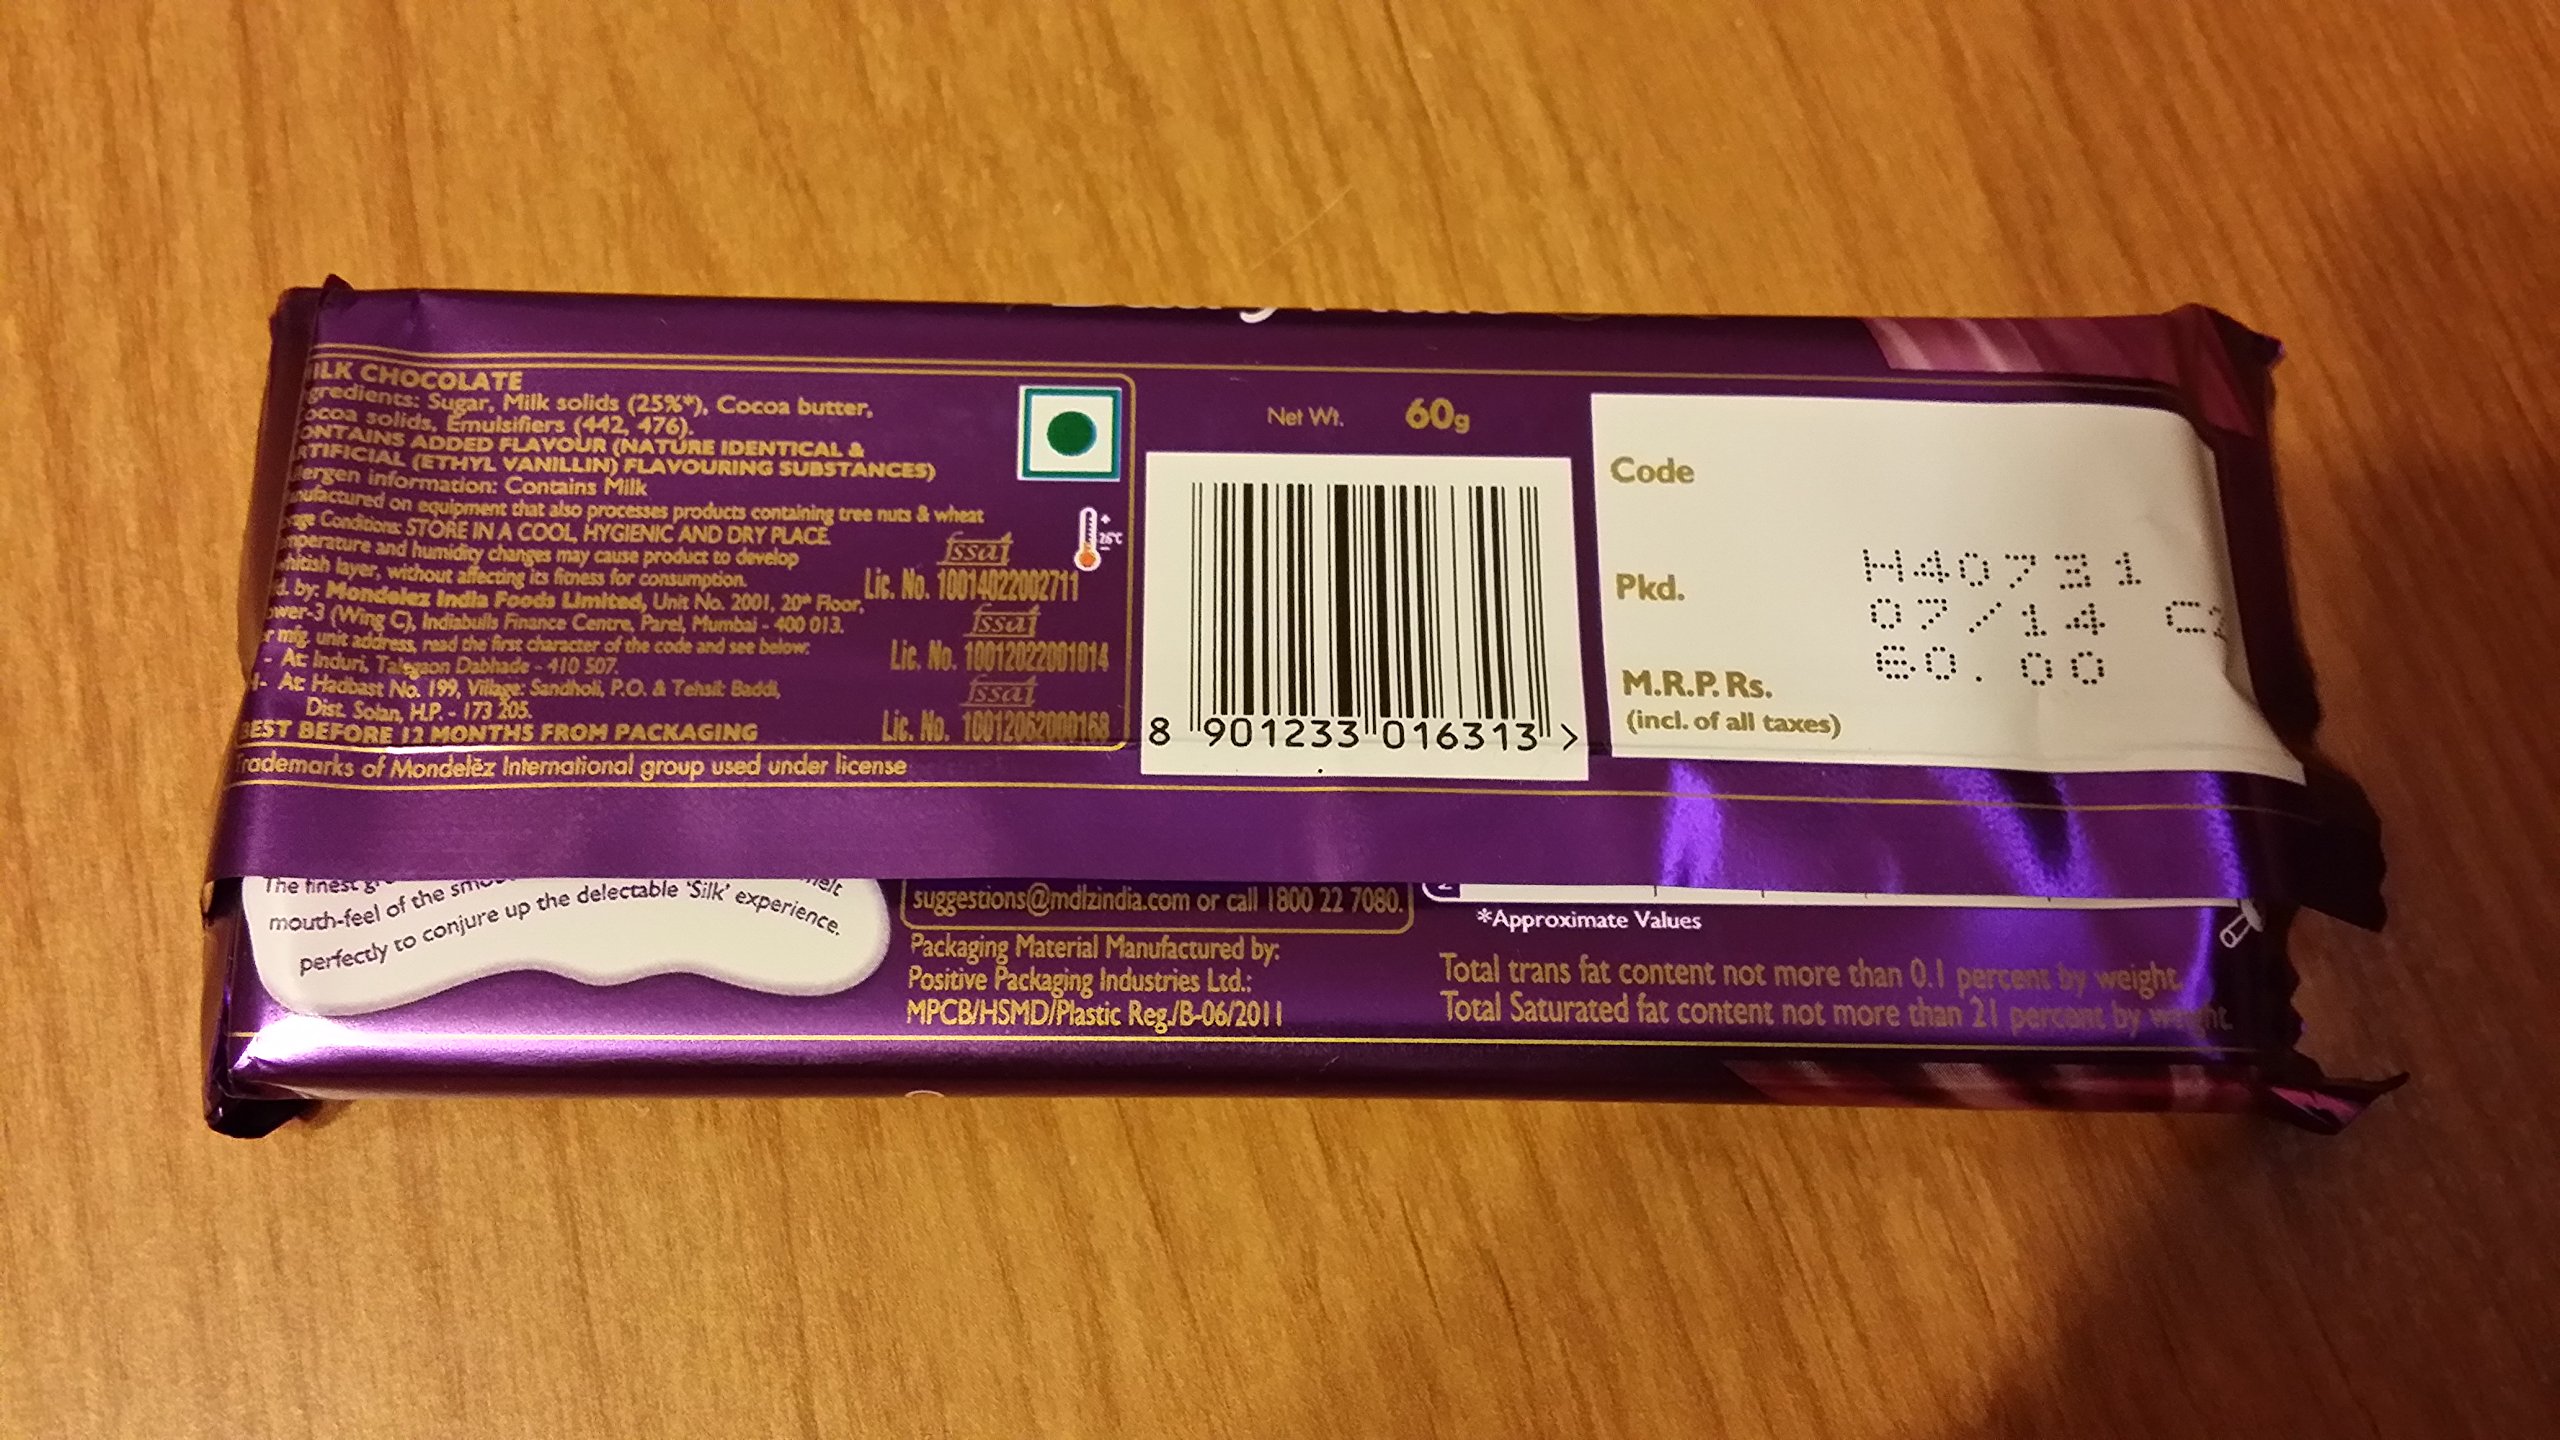 ILK CHOCOLATE
gredients: Sugar, Milk solids (25%*), Cocoa butter,
ocoa solids, Emulsifiers (442, 476).
ONTAINS ADDED FLAVOUR (NATURE IDENTICAL &
RTIFICIAL (ETHYL VANILLIN) FLAVOURING SUBSTANCES)
lergen information: Contains Milk
nufactured on equipment that also processes products containing tree nuts & wheat
rage Conditions: STORE IN A COOL, HYGIENIC AND DRY PLACE.
mperature and humidity changes may cause product to develop
whitish layer, without affecting its fitness for consumption.
d. by: Mondelez India Foods Limited, Unit No. 2001, 20th Floor,
ower-3 (Wing C), Indiabulls Finance Centre, Parel, Mumbai - 400 013.
r mfg. unit address, read the first character of the code and see below:
- At: Induri, Talegaon Dabhade - 410 507.
H- At: Hadbast No. 199, Village: Sandholi, P.O. & Tehsil: Baddi,
Dist. Solan, H.P. - 173 205.
BEST BEFORE 12 MONTHS FROM PACKAGING
Trademarks of Mondelēz International group used under license
25°C
fssai
Lic. No. 10014022002711
fssai
Lic. No. 10012022001014
fssai
Lic. No. 10012062000168
Net Wt. 60g
8 901233 016313 >
Code
Pkd.
M.R.P. Rs.
(incl. of all taxes)
H40731
07/14 C2
60.00
The finest
melt
mouth-feel of the
perfectly to conjure up the delectable 'Silk' experience.
suggestions@mdlzindia.com or call 1800 22 7080.
Packaging Material Manufactured by:
Positive Packaging Industries Ltd.:
MPCB/HSMD/Plastic Reg./B-06/2011
*Approximate Values
Total trans fat content not more than 0.1 percent by weight.
Total Saturated fat content not more than 21 percent by weight.